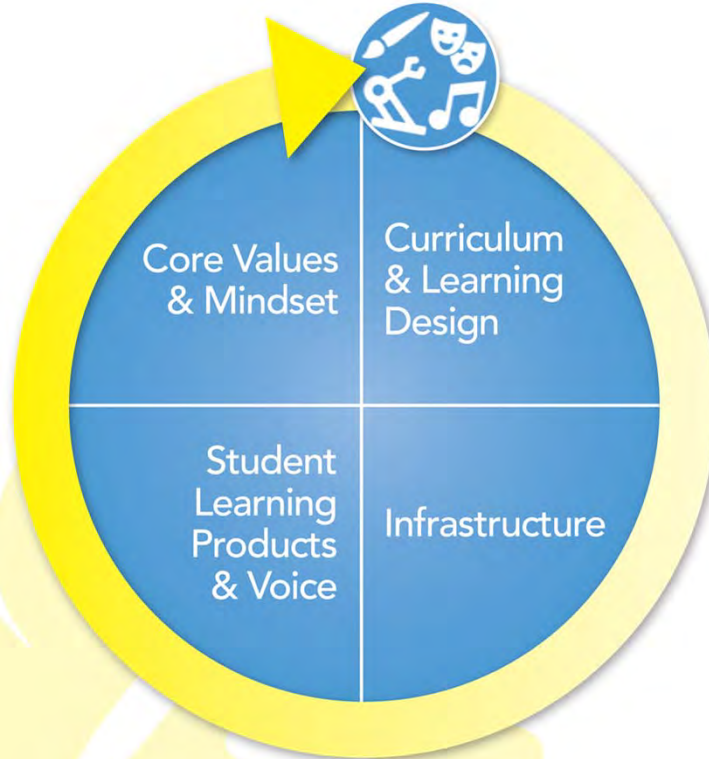 Core Values
& Mindset
Curriculum
& Learning
Design
Student
Learning
Products
& Voice
Infrastructure